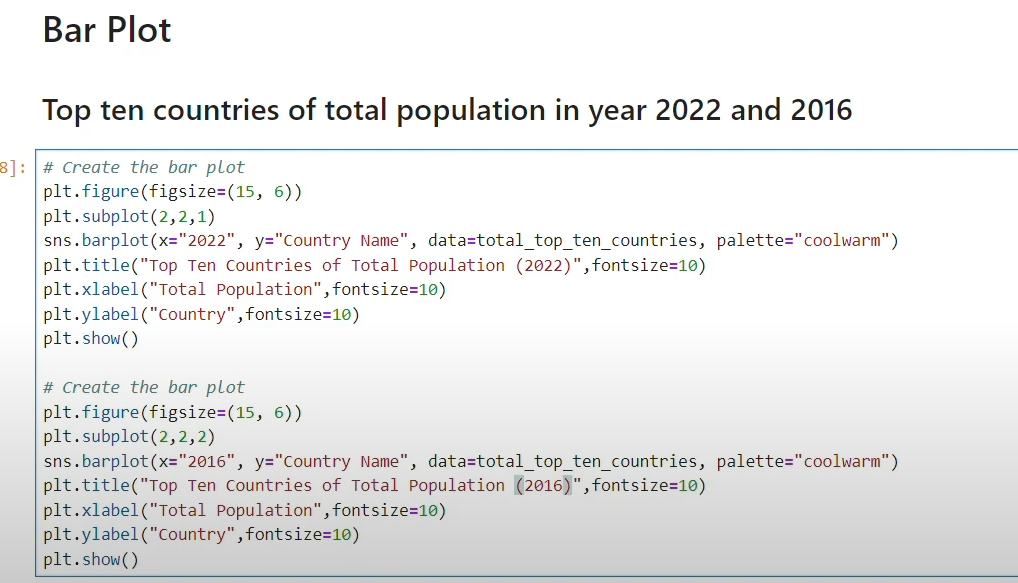 Bar Plot
Top ten countries of total population in year 2022 and 2016
8]:
# Create the bar plot
plt.figure(figsize=(15, 6))
plt.subplot(2,2,1)
sns.barplot(x="2022", y="Country Name", data=total_top_ten_countries, palette="coolwarm")
plt.title("Top Ten Countries of Total Population (2022)",fontsize=10)
plt.xlabel("Total Population",fontsize=10)
plt.ylabel("Country",fontsize=10)
plt.show()
# Create the bar plot
plt.figure(figsize=(15, 6))
plt.subplot(2,2,2)
sns.barplot(x="2016", y="Country Name", data=total_top_ten_countries, palette="coolwarm")
plt.title("Top Ten Countries of Total Population (2016)",fontsize=10)
plt.xlabel("Total Population",fontsize=10)
plt.ylabel("Country",fontsize=10)
plt.show()